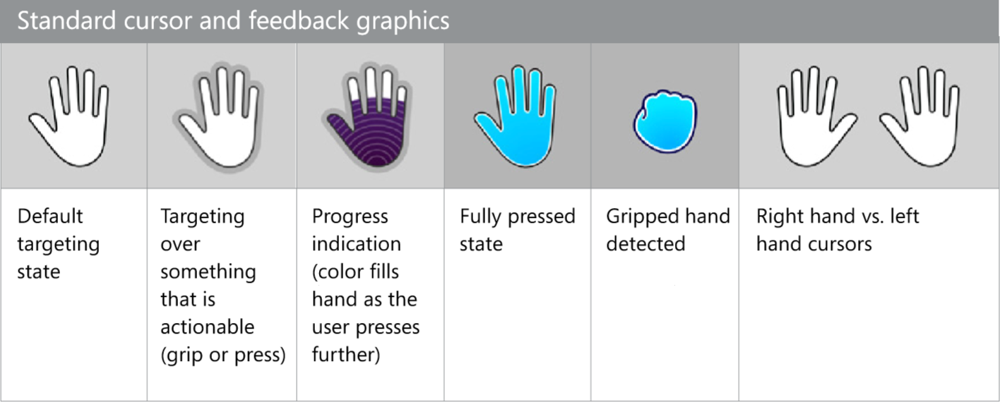 Standard cursor and feedback graphics
Default
targeting
state
Targeting
over
something
that is
actionable
(grip or press)
Progress
indication
(color fills
hand as the
user presses
further)
Fully pressed
state
Gripped hand
detected
Right hand vs. left
hand cursors